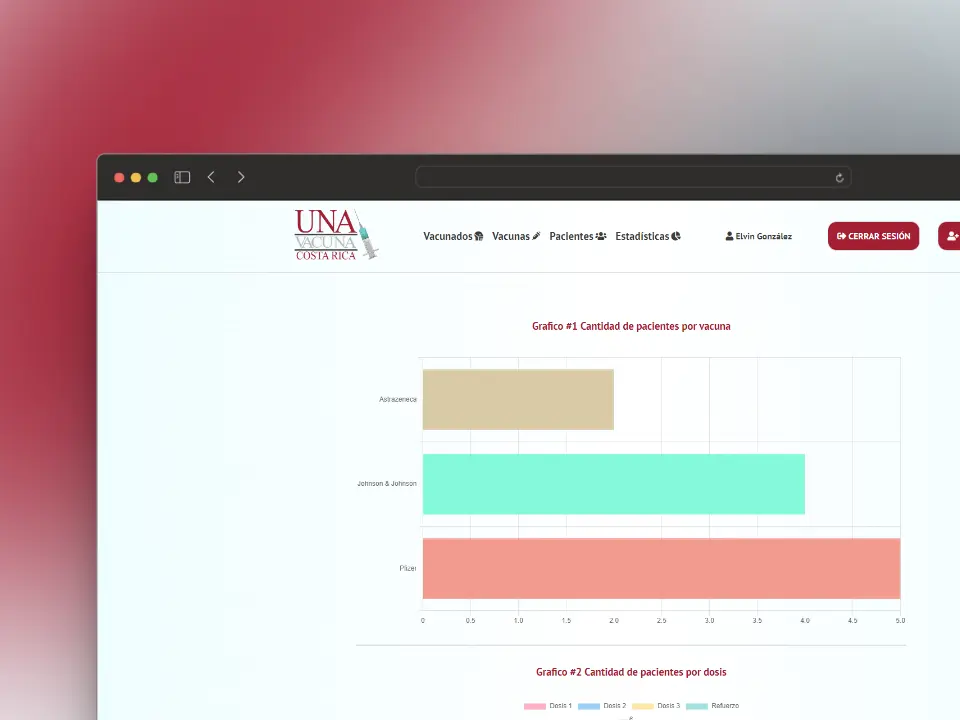 UNA
VACUNA
COSTA RICA
Vacunados Vacunas Pacientes Estadísticas Elvin González CERRAR SESIÓN
Grafico #1 Cantidad de pacientes por vacuna
Astrazeneca
Johnson & Johnson
Pfizer
0 0.5 1.0 1.5 2.0 2.5 3.0 3.5 4.0 4.5 5.0
Grafico #2 Cantidad de pacientes por dosis
Dosis 1 Dosis 2 Dosis 3 Refuerzo